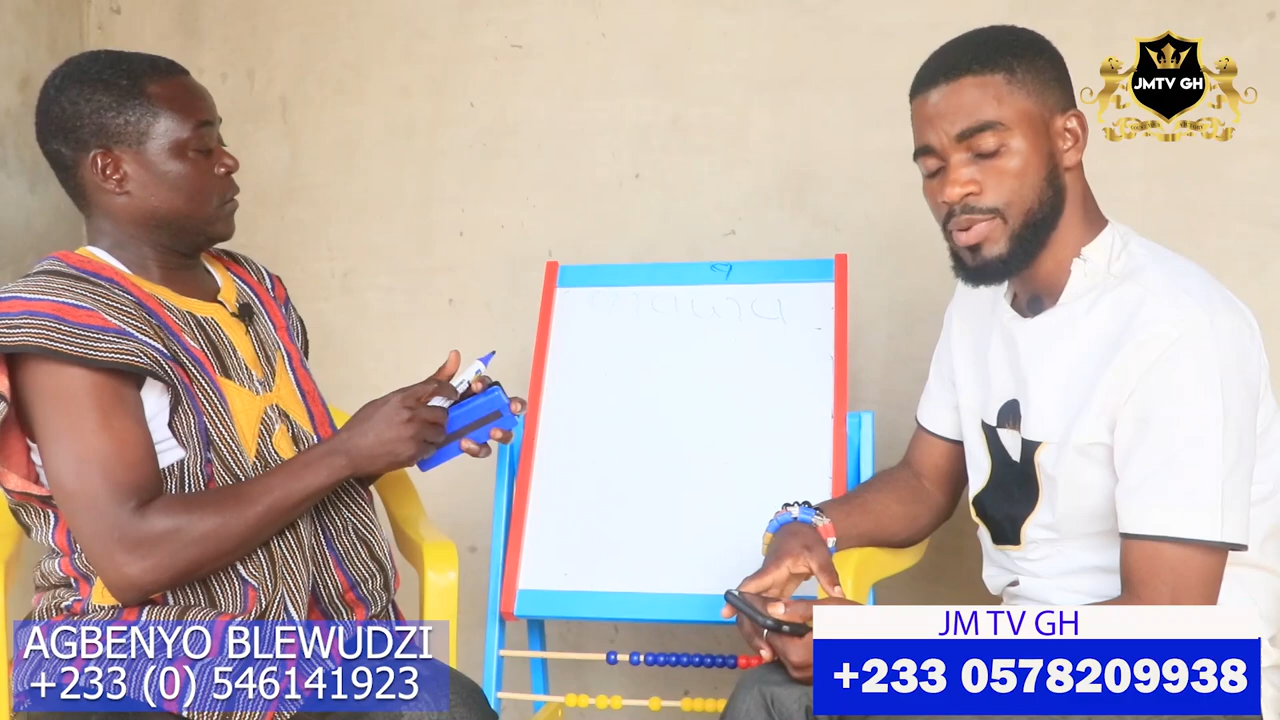 JMTV GH
AGBENYO BLEWUDZI
+233 (0) 546141923
JM TV GH
+233 0578209938